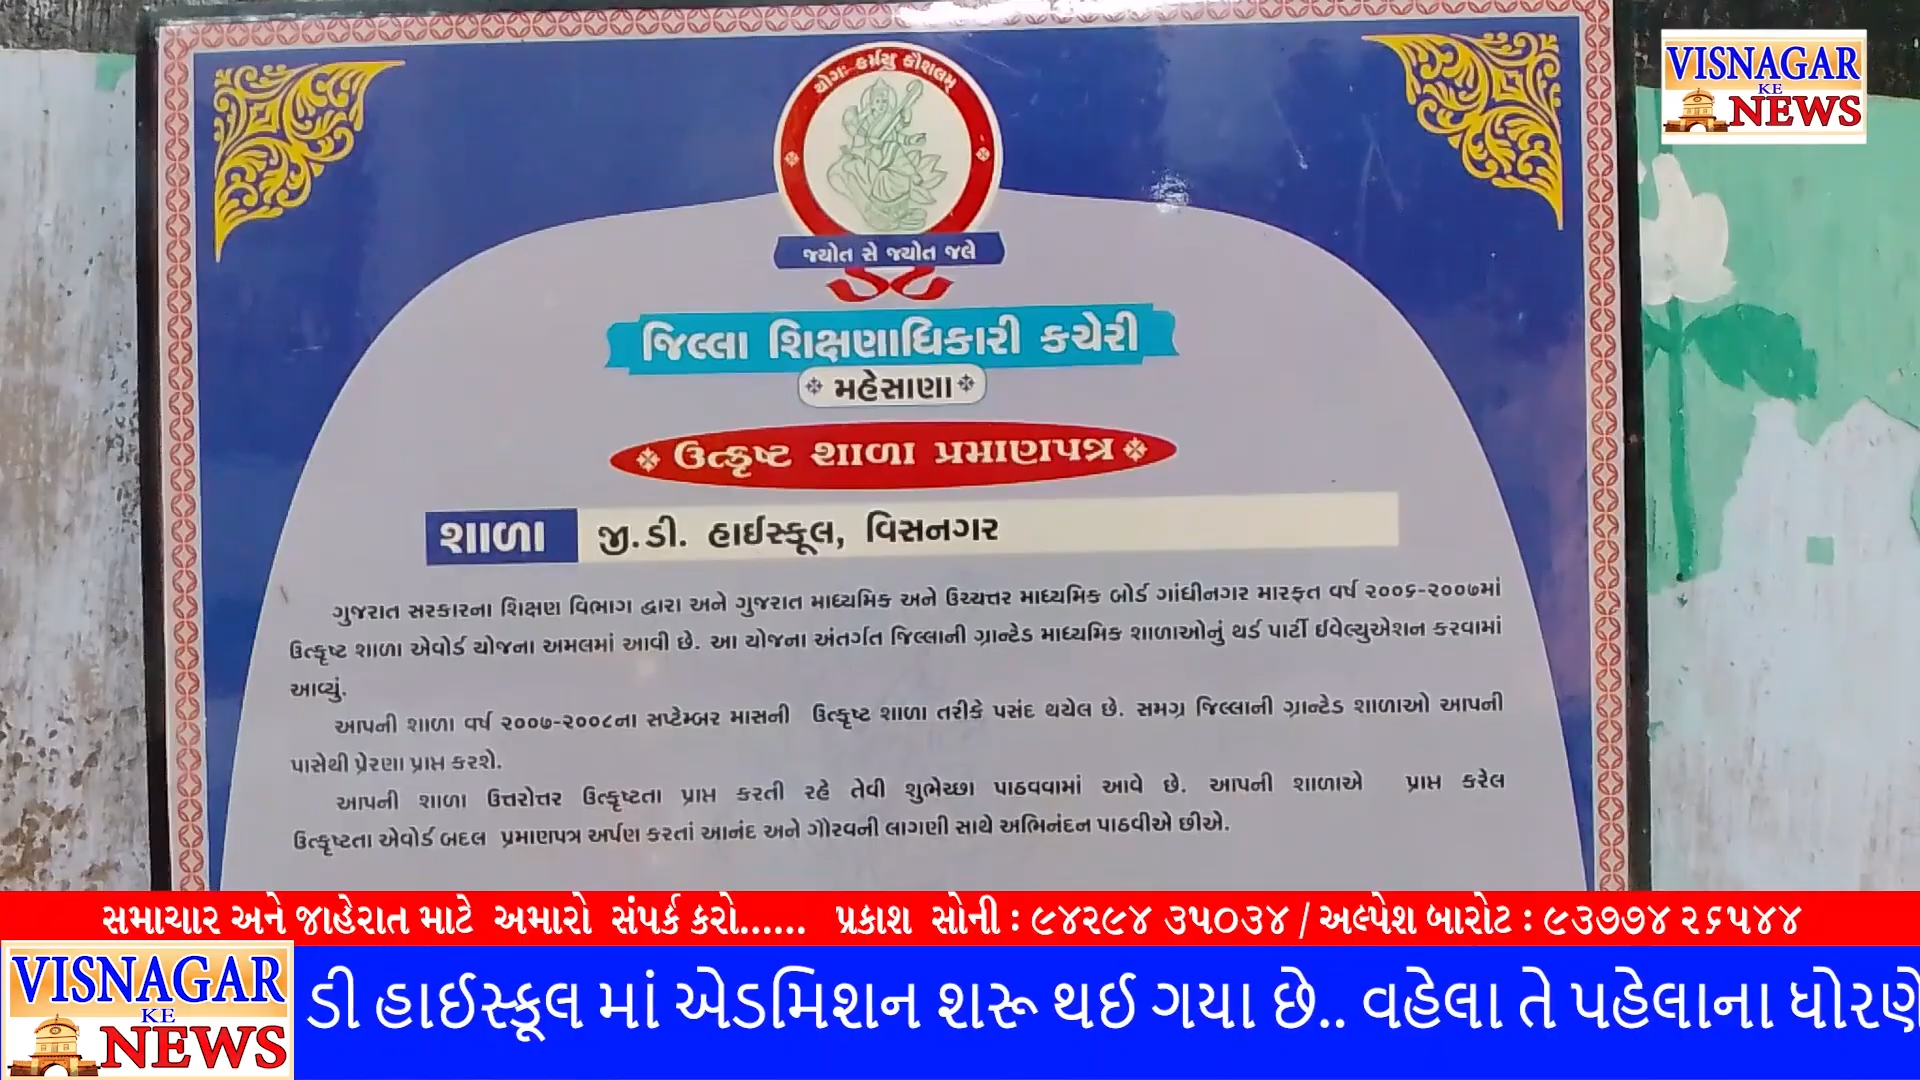 યોગઃ કર્મસુ કૌશલમ્
VISNAGAR
KE
NEWS
જ્યોત સે જ્યોત જલે
જિલ્લા શિક્ષણાધિકારી કચેરી
મહેસાણા
ઉત્કૃષ્ટ શાળા પ્રમાણપત્ર
શાળા જી.ડી. હાઈસ્કૂલ, વિસનગર
ગુજરાત સરકારના શિક્ષણ વિભાગ દ્વારા અને ગુજરાત માધ્યમિક અને ઉચ્ચત્તર માધ્યમિક બોર્ડ ગાંધીનગર મારફત વર્ષ ૨૦૦૬-૨૦૦૭માં
ઉત્કૃષ્ટ શાળા એવોર્ડ યોજના અમલમાં આવી છે. આ યોજના અંતર્ગત જિલ્લાની ગ્રાન્ટેડ માધ્યમિક શાળાઓનું થર્ડ પાર્ટી ઈવેલ્યુએશન કરવામાં
આવ્યું.
આપની શાળા વર્ષ ૨૦૦૭-૨૦૦૮ના સપ્ટેમ્બર માસની ઉત્કૃષ્ટ શાળા તરીકે પસંદ થયેલ છે. સમગ્ર જિલ્લાની ગ્રાન્ટેડ શાળાઓ આપની
પાસેથી પ્રેરણા પ્રાપ્ત કરશે.
આપની શાળા ઉત્તરોત્તર ઉત્કૃષ્ટતા પ્રાપ્ત કરતી રહે તેવી શુભેચ્છા પાઠવવામાં આવે છે. આપની શાળાએ પ્રાપ્ત કરેલ
ઉત્કૃષ્ટતા એવોર્ડ બદલ પ્રમાણપત્ર અર્પણ કરતાં આનંદ અને ગૌરવની લાગણી સાથે અભિનંદન પાઠવીએ છીએ.
સમાચાર અને જાહેરાત માટે અમારો સંપર્ક કરો...... પ્રકાશ સોની : ૯૪૨૯૪ ૩૫૦૩૪ / અલ્પેશ બારોટ : ૯૩૭૭૪ ૨૬૫૪૪
VISNAGAR
KE
NEWS
ડી હાઈસ્કૂલ માં એડમિશન શરૂ થઈ ગયા છે.. વહેલા તે પહેલાના ધોરણે